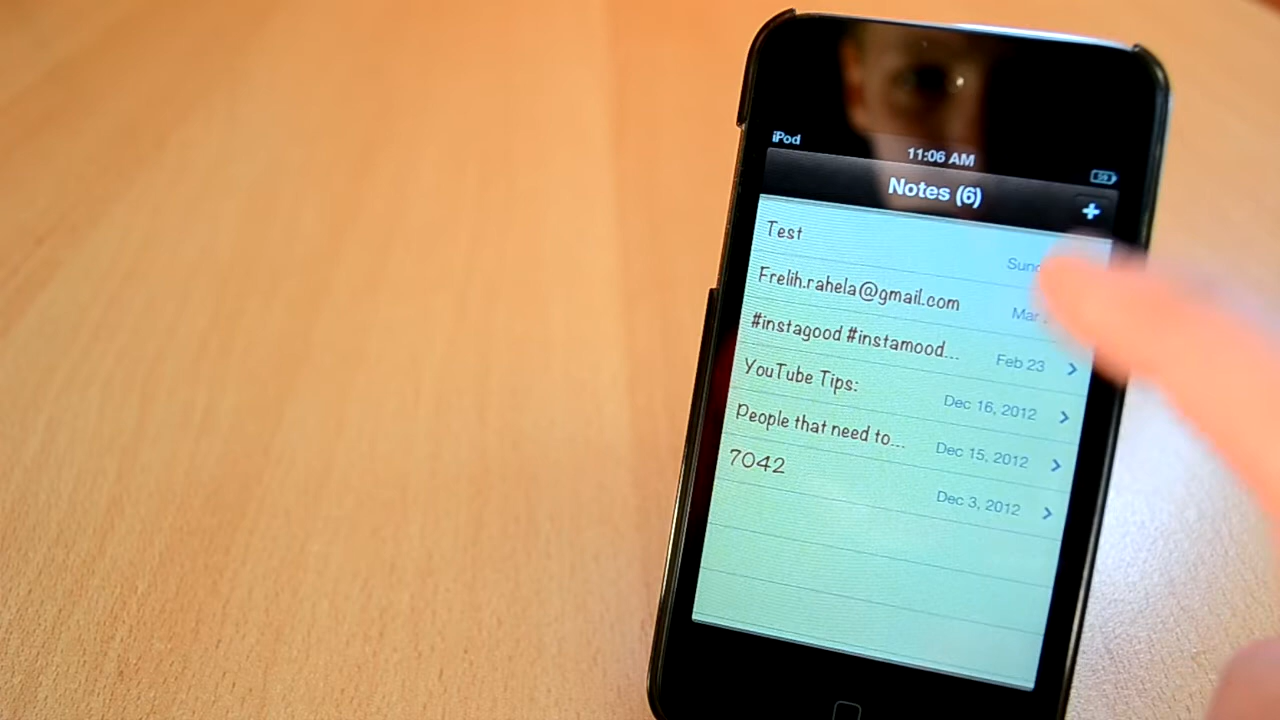 iPod
11:06 AM
59
Notes (6)
+
Test
Frelih.rahela@gmail.com
Mar
#instagood #instamood...
Feb 23
YouTube Tips:
Dec 16, 2012
People that need to...
Dec 15, 2012
7042
Dec 3, 2012